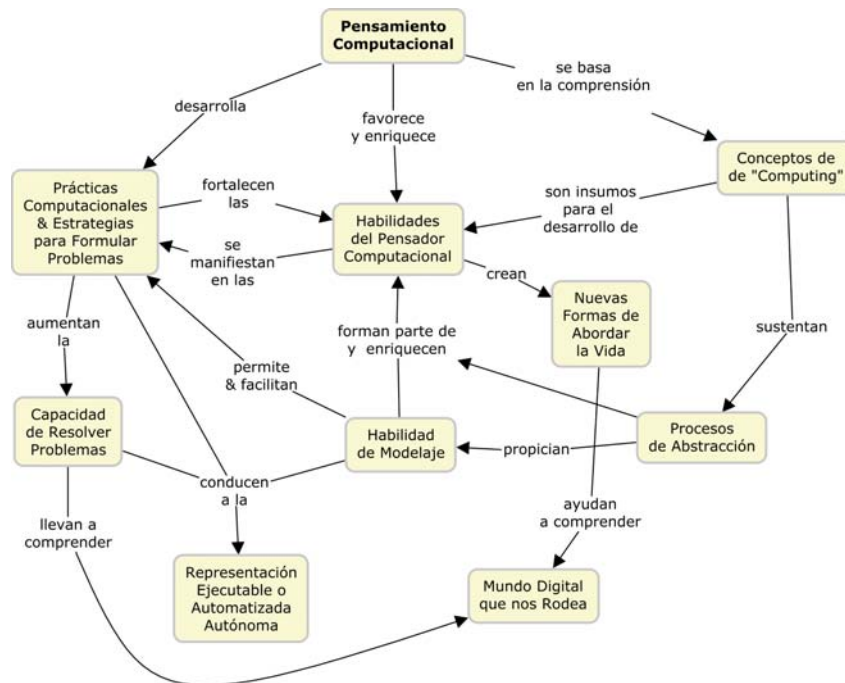 Pensamiento
Computacional
se basa
en la comprensión
desarrolla
favorece
y enriquece
Conceptos de
de "Computing"
Prácticas
Computacionales
& Estrategias
para Formular
Problemas
fortalecen
las
son insumos
para el
desarrollo de
Habilidades
del Pensador
Computacional
se
manifiestan
en las
crean
Nuevas
Formas de
Abordar
la Vida
aumentan
la
forman parte de
y enriquecen
sustentan
permite
& facilitan
Capacidad
de Resolver
Problemas
Habilidad
de Modelaje
propician
Procesos
de Abstracción
conducen
a la
llevan a
comprender
ayudan
a comprender
Representación
Ejecutable o
Automatizada
Autónoma
Mundo Digital
que nos Rodea